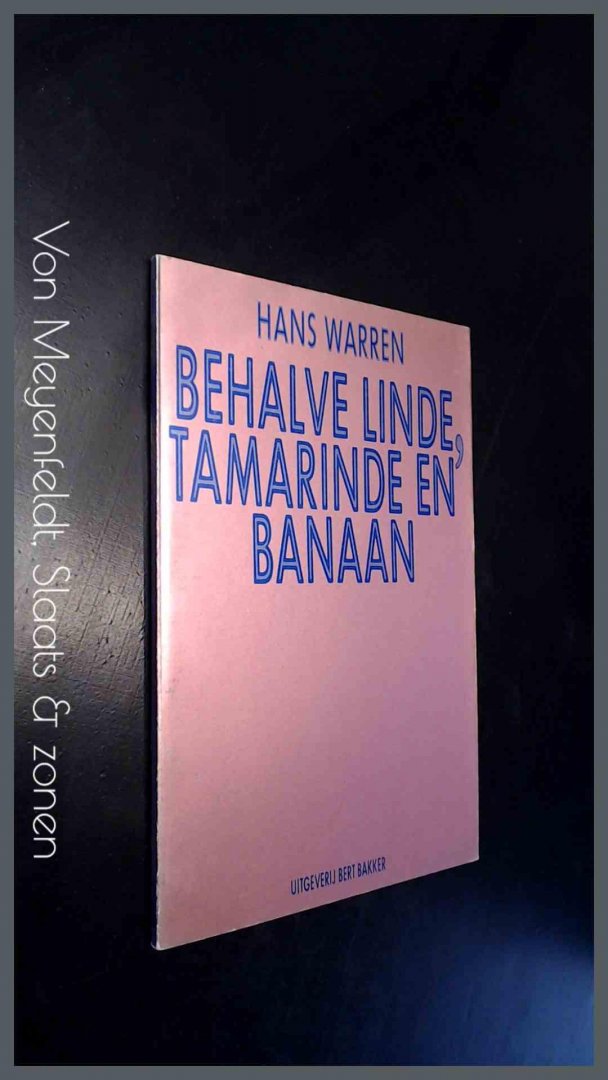 HANS WARREN
BEHALVE LINDE,
TAMARINDE EN
BANAAN
UITGEVERIJ BERT BAKKER
Von Meyenfeldt, Slaats & zonen